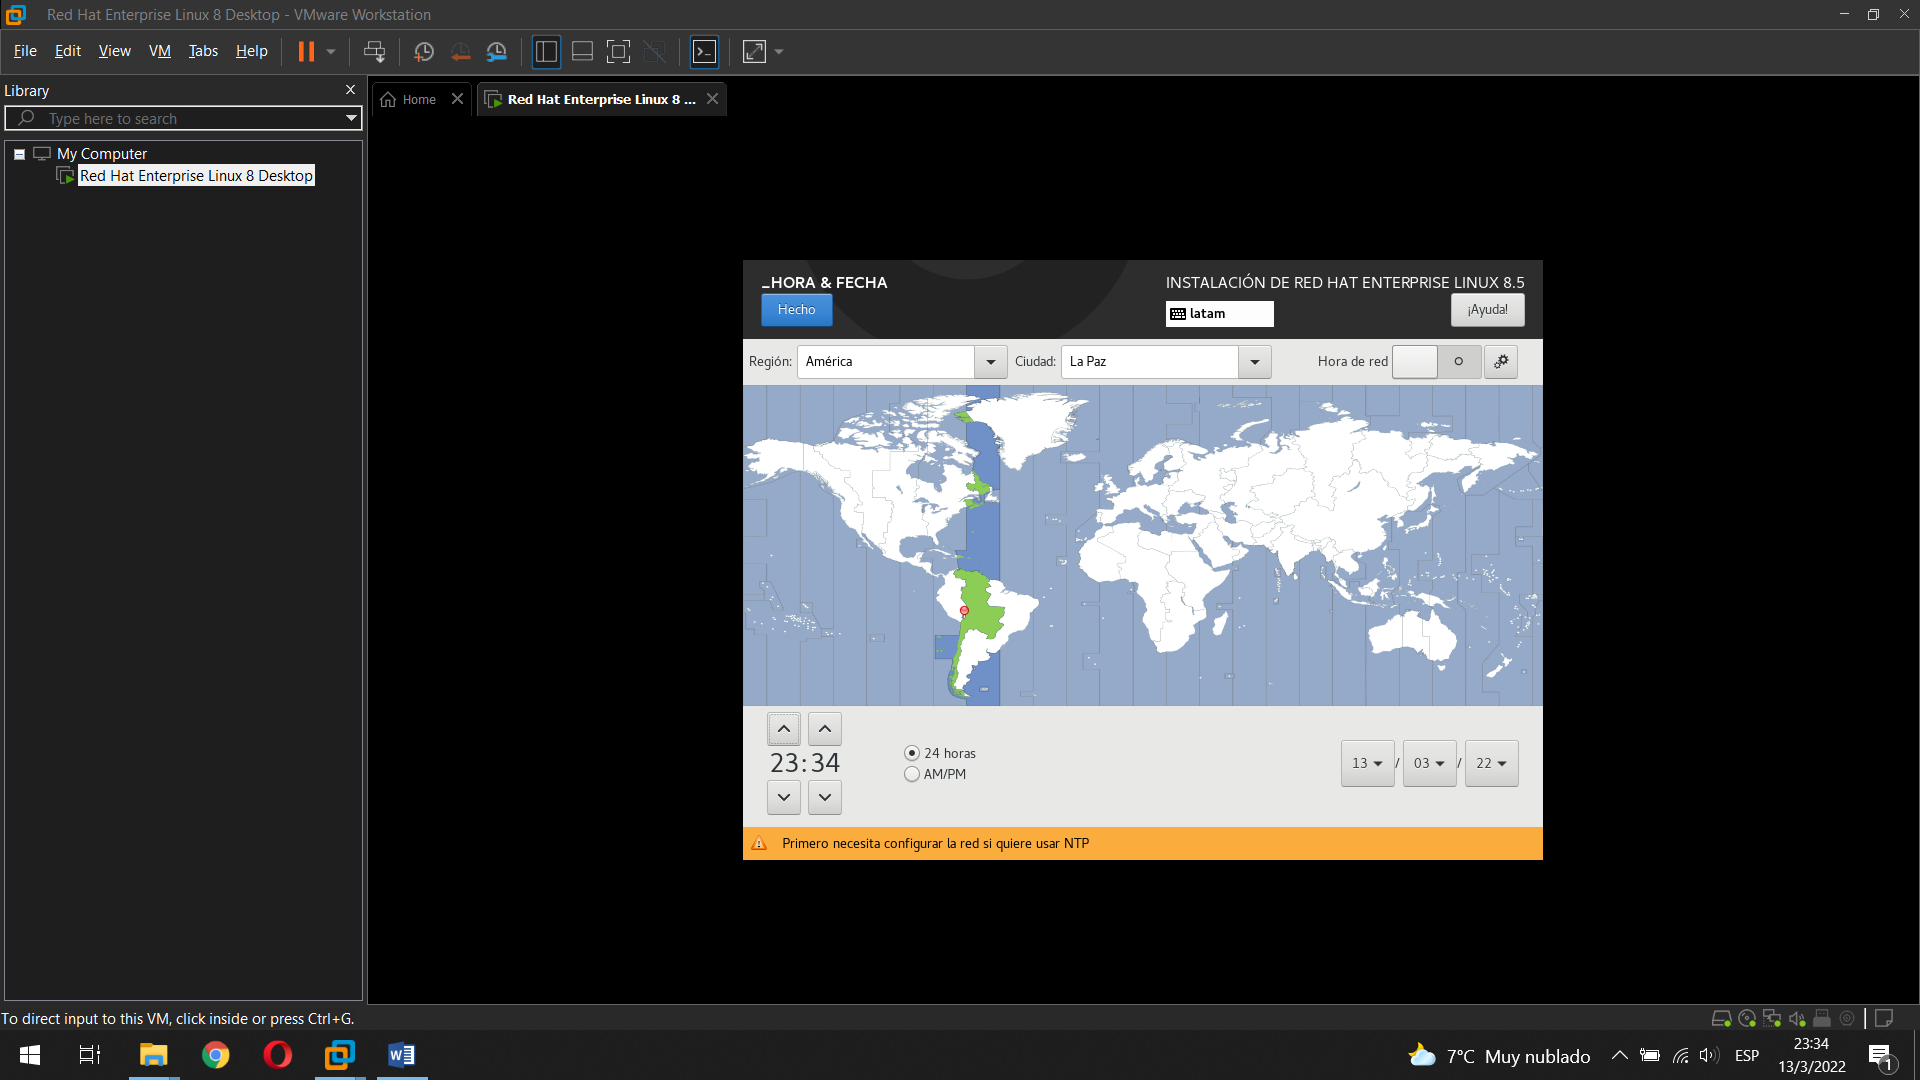 Red Hat Enterprise Linux 8 Desktop - VMware Workstation
File Edit View VM Tabs Help
Library
Type here to search
My Computer
Red Hat Enterprise Linux 8 Desktop
Home
Red Hat Enterprise Linux 8 ...
_HORA & FECHA
INSTALACIÓN DE RED HAT ENTERPRISE LINUX 8.5
Hecho
latam
¡Ayuda!
Región: América Ciudad: La Paz Hora de red
23:34
24 horas
AM/PM
13 / 03 / 22
Primero necesita configurar la red si quiere usar NTP
To direct input to this VM, click inside or press Ctrl+G.
7°C Muy nublado
ESP
23:34
13/3/2022
1